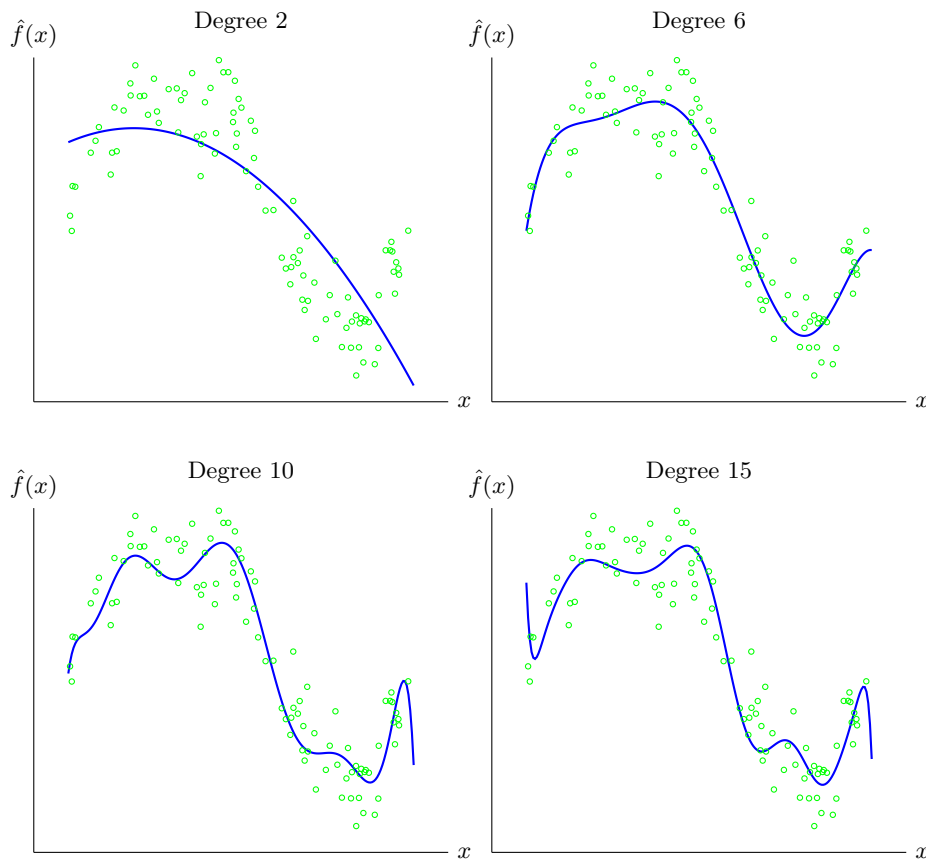 Degree 2
f̂(x)
x
Degree 6
f̂(x)
x
Degree 10
f̂(x)
x
Degree 15
f̂(x)
x